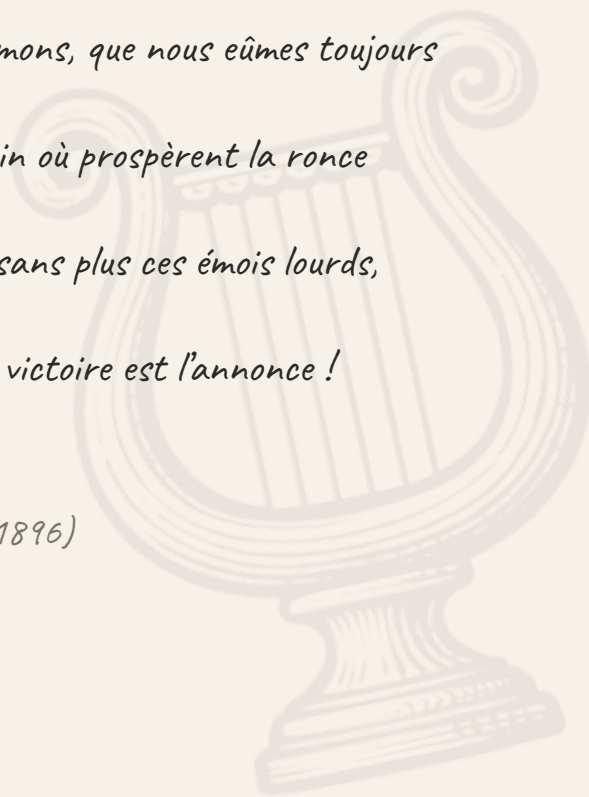 mons, que nous eûmes toujours
in où prospèrent la ronce
sans plus ces émois lourds,
victoire est l’annonce !
1896)